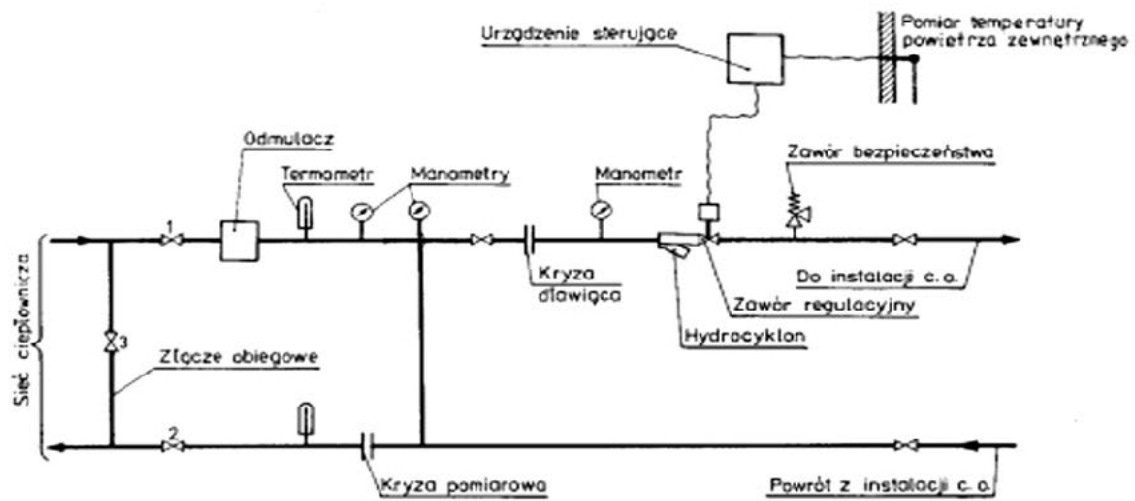 Urządzenie sterujące
Pomiar temperatury
powietrza zewnętrznego
Odmulacz
Termometr
Manometry
Manometr
Zawór bezpieczeństwa
1
Kryza
dławiąca
Do instalacji c.o.
Zawór regulacyjny
Hydrocyklon
Sieć ciepłownicza
3
Złącze obiegowe
2
Kryza pomiarowa
Powrót z instalacji c.o.